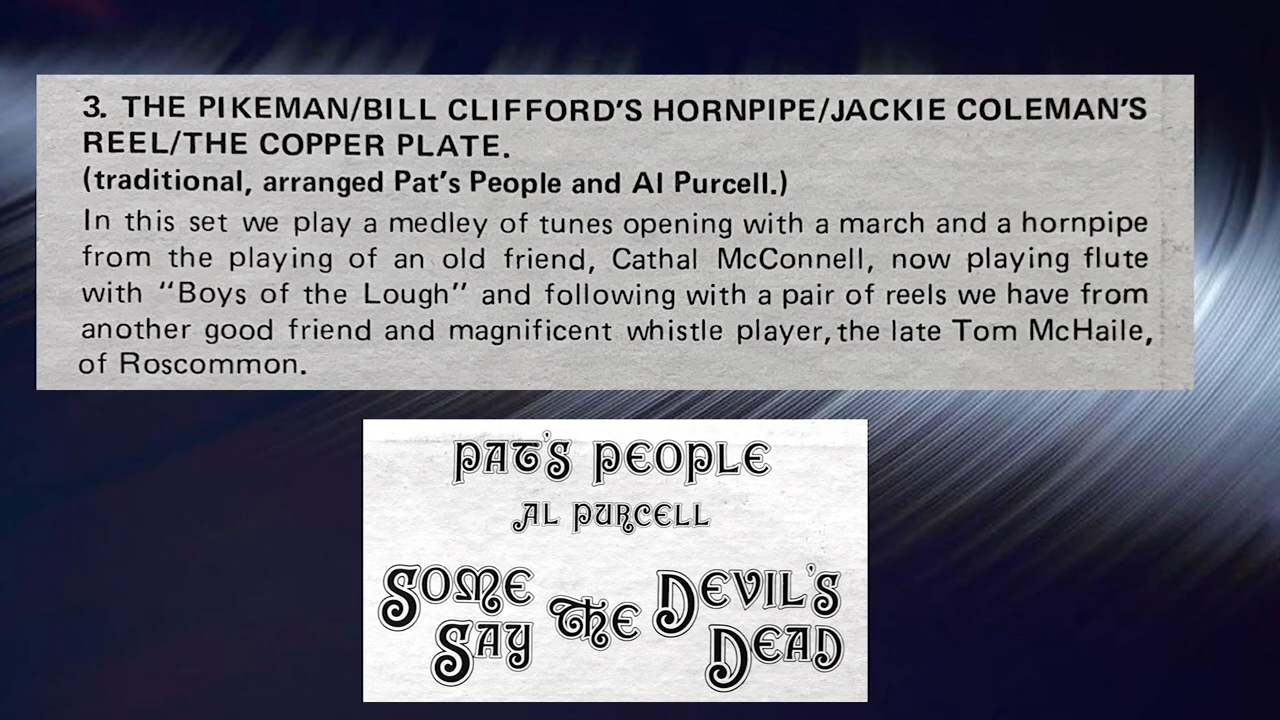 3. THE PIKEMAN/BILL CLIFFORD'S HORNPIPE/JACKIE COLEMAN'S
REEL/THE COPPER PLATE.
(traditional, arranged Pat's People and Al Purcell.)
In this set we play a medley of tunes opening with a march and a hornpipe
from the playing of an old friend, Cathal McConnell, now playing flute
with "Boys of the Lough" and following with a pair of reels we have from
another good friend and magnificent whistle player, the late Tom McHaile,
of Roscommon.
PAT'S PEOPLE
AL PURCELL
SOME SAY THE DEVIL'S DEAD